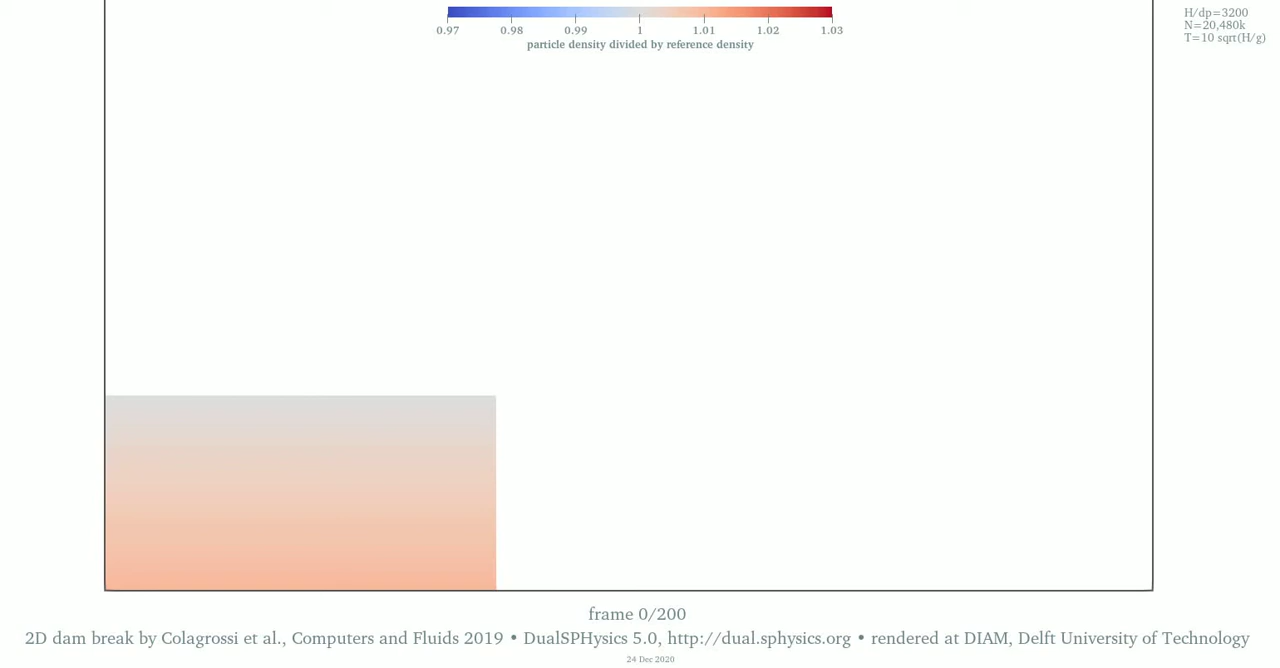 0.97 0.98 0.99 1 1.01 1.02 1.03
particle density divided by reference density
H/dp=3200
N=20,480k
T=10 sqrt(H/g)
frame 0/200
2D dam break by Colagrossi et al., Computers and Fluids 2019 • DualSPHysics 5.0, http://dual.sphysics.org • rendered at DIAM, Delft University of Technology
24 Dec 2020